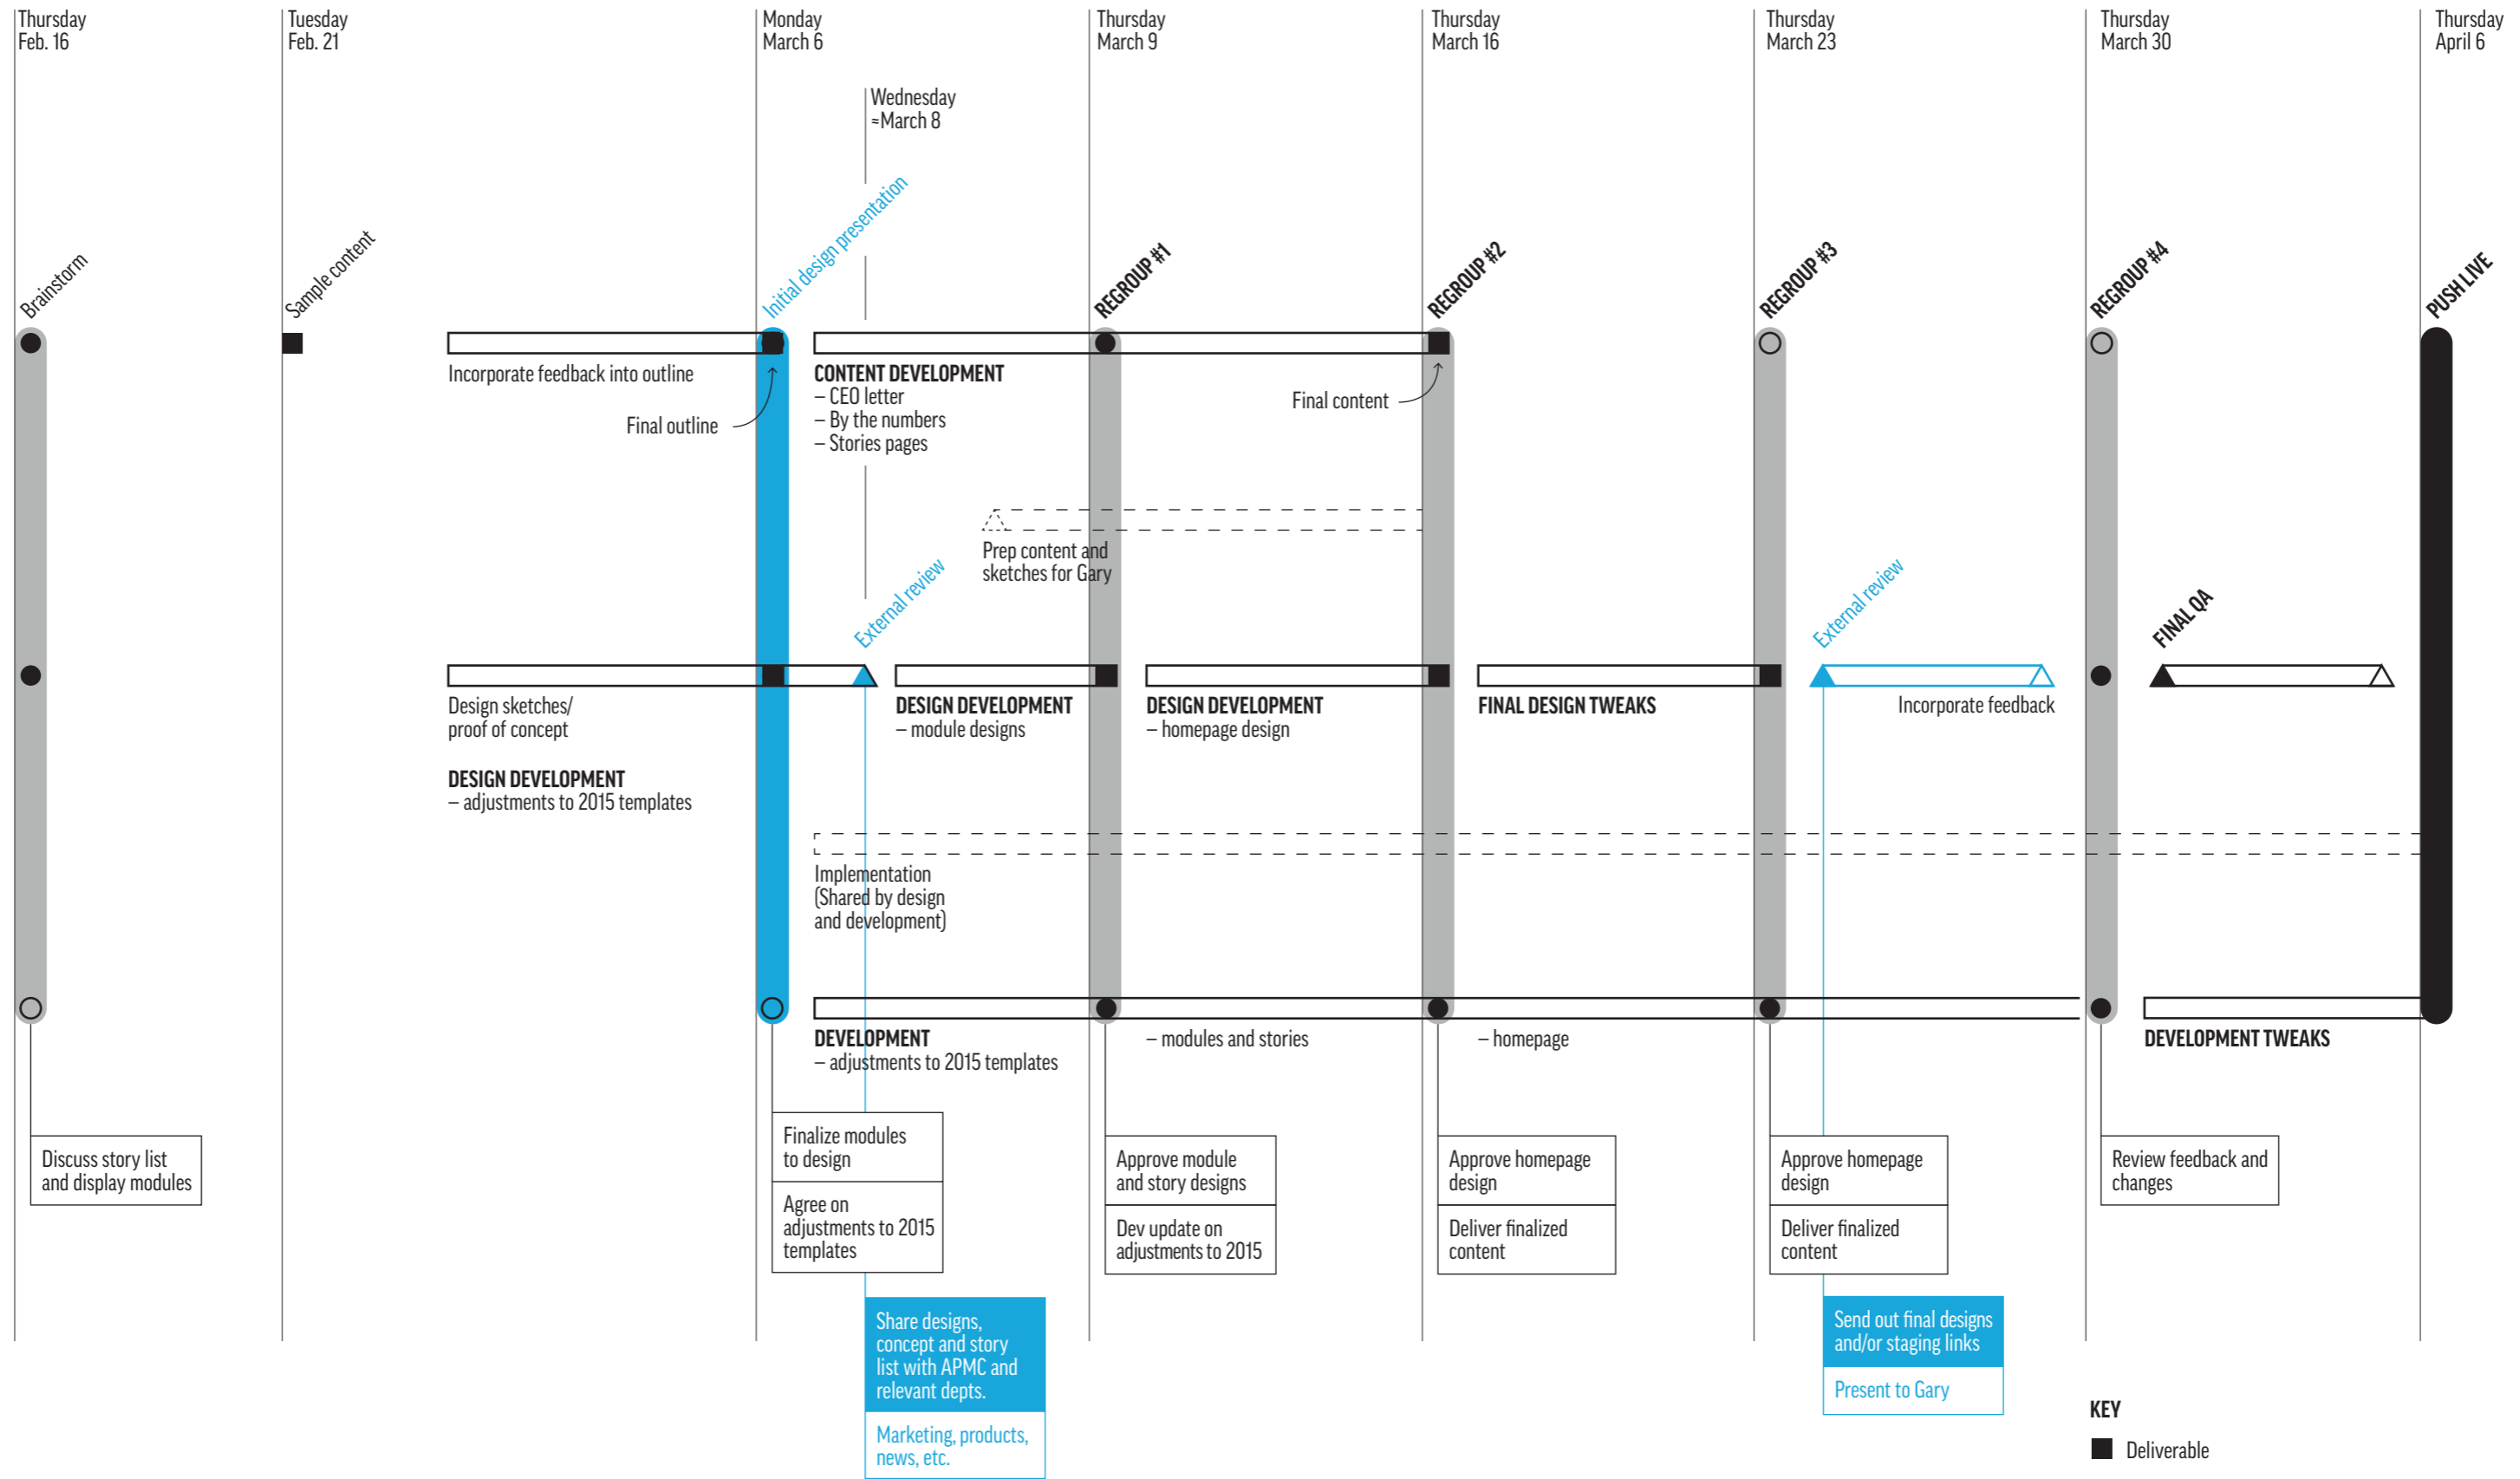 Thursday
Feb. 16
Tuesday
Feb. 21
Monday
March 6
Thursday
March 9
Thursday
March 16
Thursday
March 23
Thursday
March 30
Thursday
April 6
Wednesday
≈March 8
Brainstorm
Sample content
Initial design presentation
REGROUP #1
REGROUP #2
REGROUP #3
REGROUP #4
PUSH LIVE
Incorporate feedback into outline
Final outline
CONTENT DEVELOPMENT
– CEO letter
– By the numbers
– Stories pages
Final content
Prep content and
sketches for Gary
External review
External review
FINAL QA
Design sketches/
proof of concept
DESIGN DEVELOPMENT
– adjustments to 2015 templates
DESIGN DEVELOPMENT
– module designs
DESIGN DEVELOPMENT
– homepage design
FINAL DESIGN TWEAKS
Incorporate feedback
Implementation
(Shared by design
and development)
DEVELOPMENT
– adjustments to 2015 templates
– modules and stories
– homepage
DEVELOPMENT TWEAKS
Discuss story list
and display modules
Finalize modules
to design
Agree on
adjustments to 2015
templates
Approve module
and story designs
Dev update on
adjustments to 2015
Approve homepage
design
Deliver finalized
content
Approve homepage
design
Deliver finalized
content
Review feedback and
changes
Share designs,
concept and story
list with APMC and
relevant depts.
Marketing, products,
news, etc.
Send out final designs
and/or staging links
Present to Gary
KEY
Deliverable